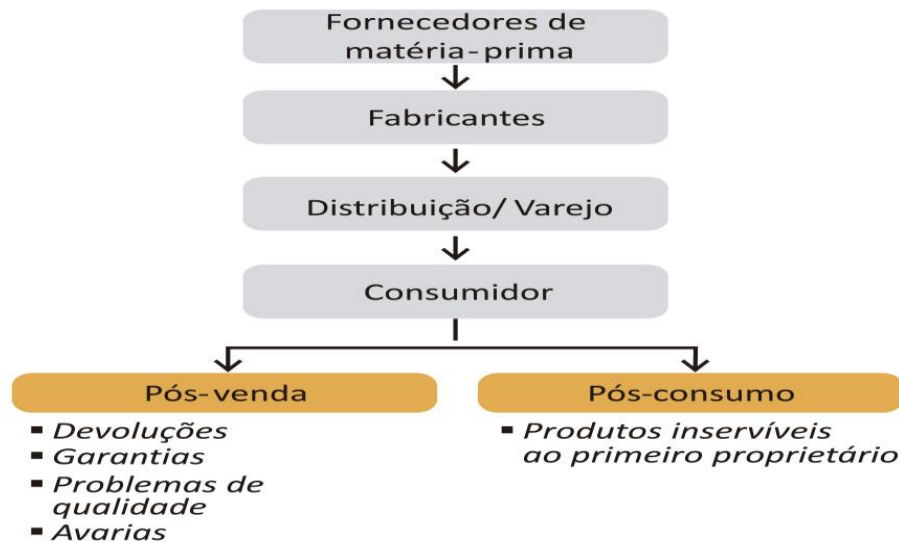 Fornecedores de
matéria-prima
Fabricantes
Distribuição/ Varejo
Consumidor
Pós-venda
▪ Devoluções
▪ Garantias
▪ Problemas de
qualidade
▪ Avarias
Pós-consumo
▪ Produtos inservíveis
ao primeiro proprietário